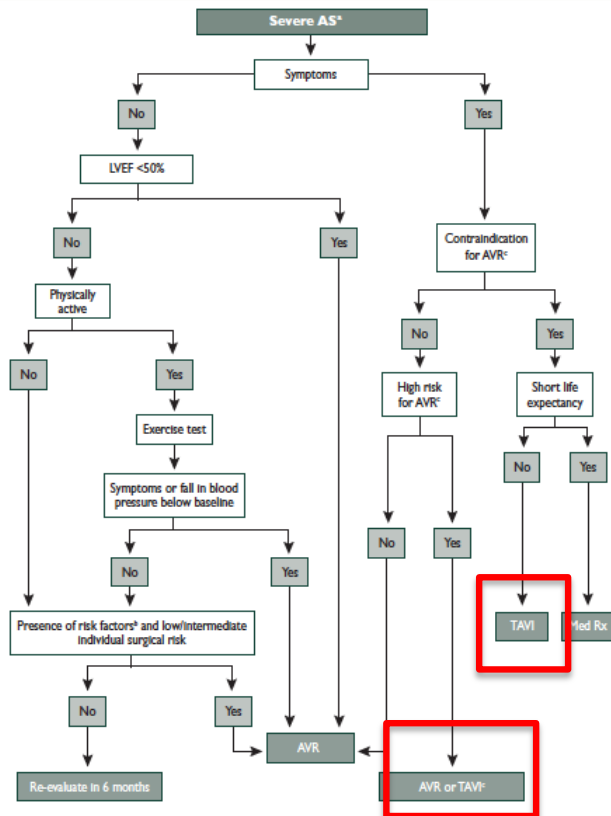 Severe ASᵃ
Symptoms
No
Yes
LVEF <50%
No
Yes
Contraindication
for AVRᶜ
Physically
active
No
Yes
No
Yes
High risk
for AVRᶜ
Short life
expectancy
Exercise test
No
Yes
Symptoms or fall in blood
pressure below baseline
No
Yes
No
Yes
Presence of risk factorsᵇ and low/intermediate
individual surgical risk
TAVI
Med Rx
No
Yes
AVR
Re-evaluate in 6 months
AVR or TAVIᶜ